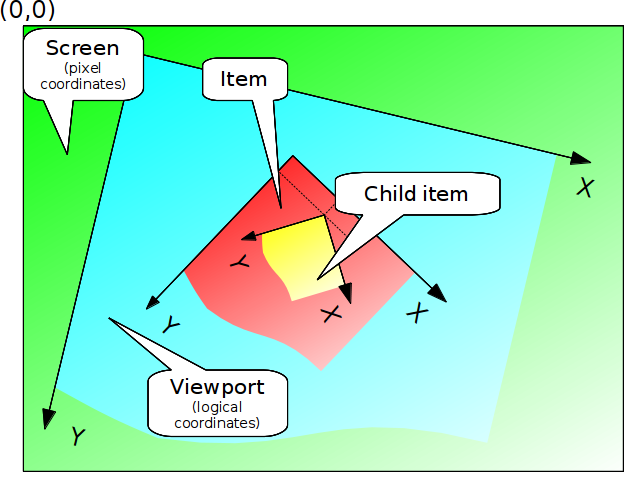 (0,0)
Screen
(pixel
coordinates)
Item
X
Child item
Y
X
X
Y
Viewport
(logical
coordinates)
Y